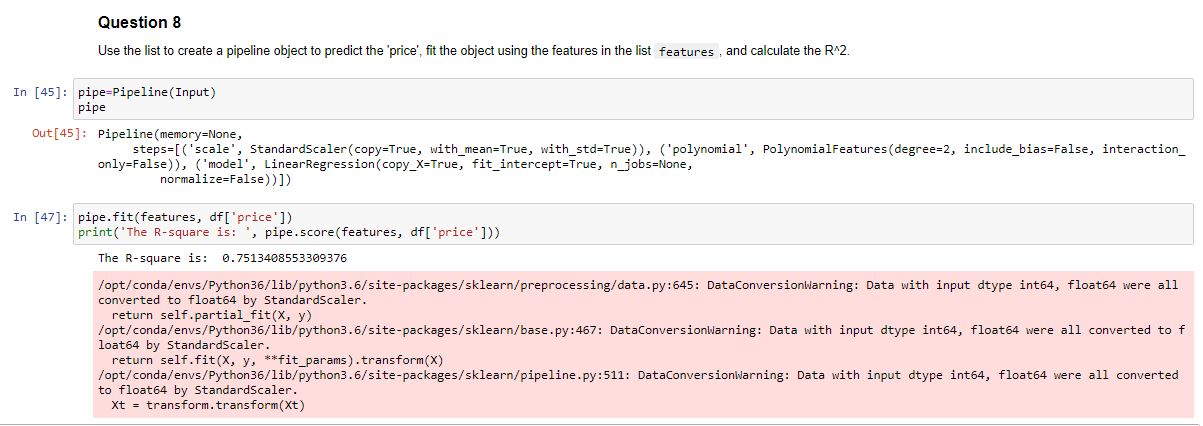 Question 8
Use the list to create a pipeline object to predict the 'price', fit the object using the features in the list features , and calculate the R^2.
In [45]: pipe=Pipeline(Input)
pipe
Out[45]: Pipeline(memory=None,
steps=[('scale', StandardScaler(copy=True, with_mean=True, with_std=True)), ('polynomial', PolynomialFeatures(degree=2, include_bias=False, interaction_
only=False)), ('model', LinearRegression(copy_X=True, fit_intercept=True, n_jobs=None,
normalize=False))])
In [47]: pipe.fit(features, df['price'])
print('The R-square is: ', pipe.score(features, df['price']))
The R-square is:  0.7513408553309376
/opt/conda/envs/Python36/lib/python3.6/site-packages/sklearn/preprocessing/data.py:645: DataConversionWarning: Data with input dtype int64, float64 were all
converted to float64 by StandardScaler.
return self.partial_fit(X, y)
/opt/conda/envs/Python36/lib/python3.6/site-packages/sklearn/base.py:467: DataConversionWarning: Data with input dtype int64, float64 were all converted to f
loat64 by StandardScaler.
return self.fit(X, y, **fit_params).transform(X)
/opt/conda/envs/Python36/lib/python3.6/site-packages/sklearn/pipeline.py:511: DataConversionWarning: Data with input dtype int64, float64 were all converted
to float64 by StandardScaler.
Xt = transform.transform(Xt)